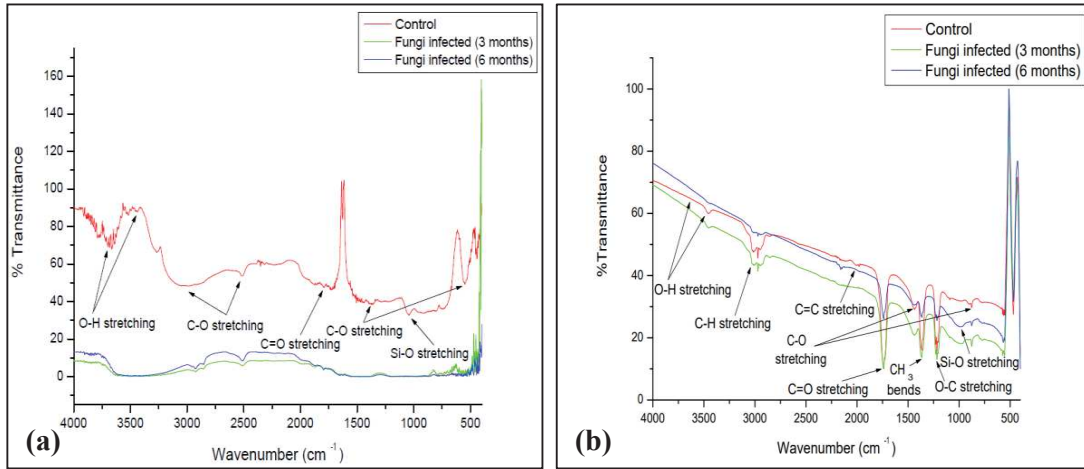 Control
Fungi infected (3 months)
Fungi infected (6 months)
160
140
120
100
80
60
40
20
0
% Transmittance
O-H stretching
C-O stretching
C=O stretching
C-O
stretching
Si-O stretching
4000 3500 3000 2500 2000 1500 1000 500
Wavenumber (cm -1)
(a)
Control
Fungi infected (3 months)
Fungi infected (6 months)
100
80
60
40
20
0
%Transmittance
O-H stretching
C-H stretching
C=C stretching
C-O
stretching
C=O stretching
CH3
bends
Si-O stretching
O-C stretching
4000 3500 3000 2500 2000 1500 1000 500
Wavenumber (cm -1)
(b)